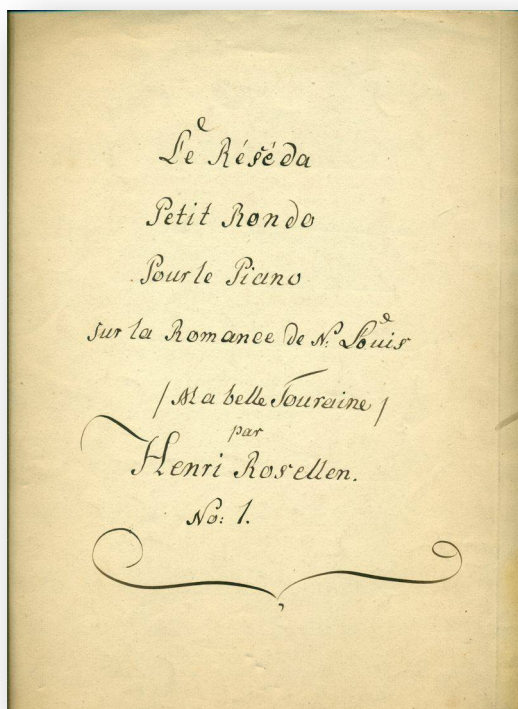 Le Réséda
Petit Rondo
Pour le Piano
sur la Romance de N: Louis
/ Ma belle Touraine /
par
Henri Rosellen.
No: 1.